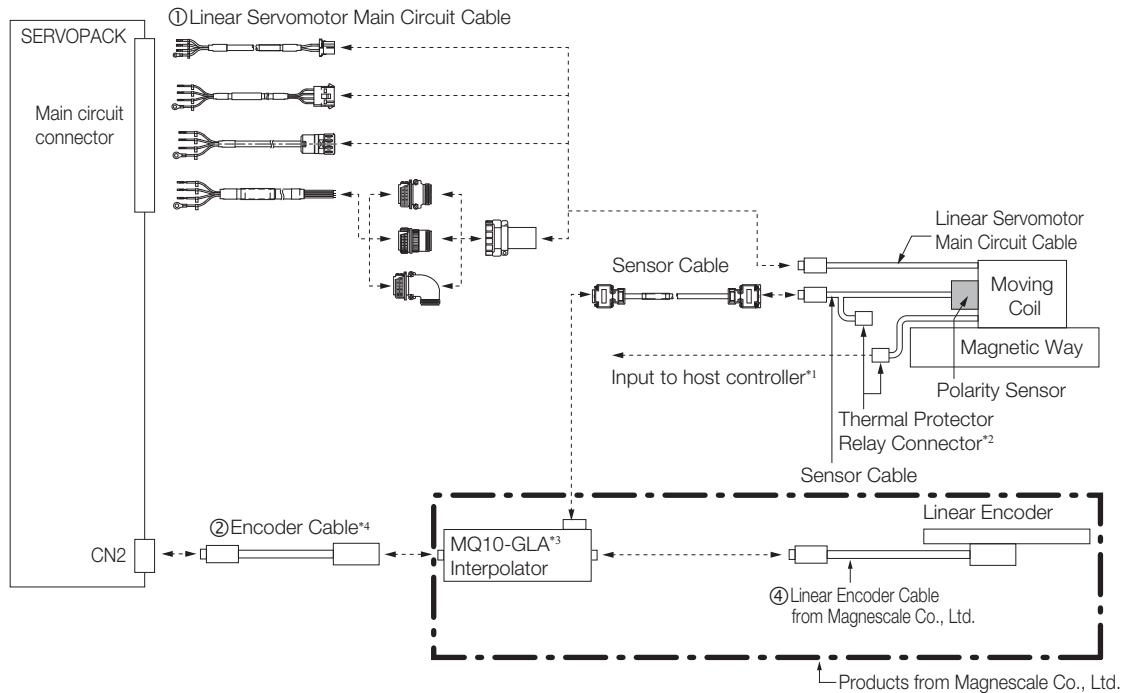 ①Linear Servomotor Main Circuit Cable
SERVOPACK
Main circuit
connector
Linear Servomotor
Main Circuit Cable
Sensor Cable
Moving
Coil
Magnetic Way
Input to host controller*1
Polarity Sensor
Thermal Protector
Relay Connector*2
Sensor Cable
Linear Encoder
②Encoder Cable*4
CN2
MQ10-GLA*3
Interpolator
④Linear Encoder Cable
from Magnescale Co., Ltd.
Products from Magnescale Co., Ltd.